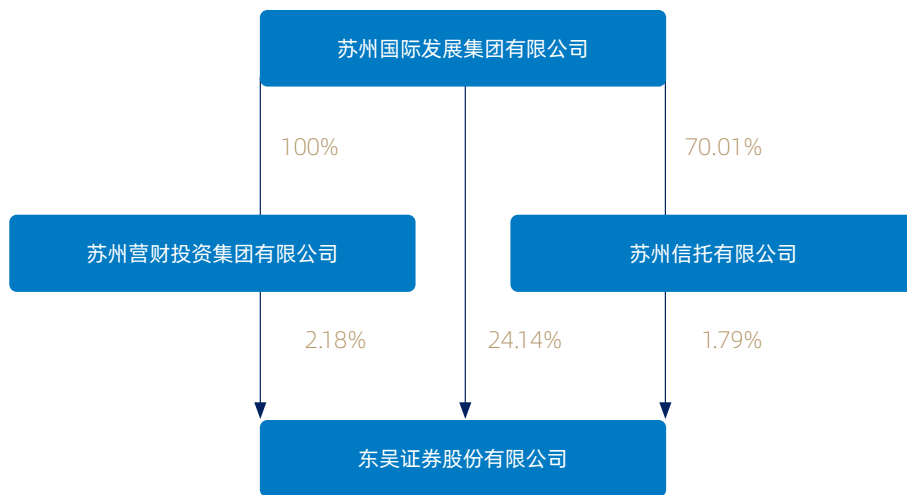 苏州国际发展集团有限公司
100%
70.01%
苏州营财投资集团有限公司
苏州信托有限公司
2.18%
24.14%
1.79%
东吴证券股份有限公司